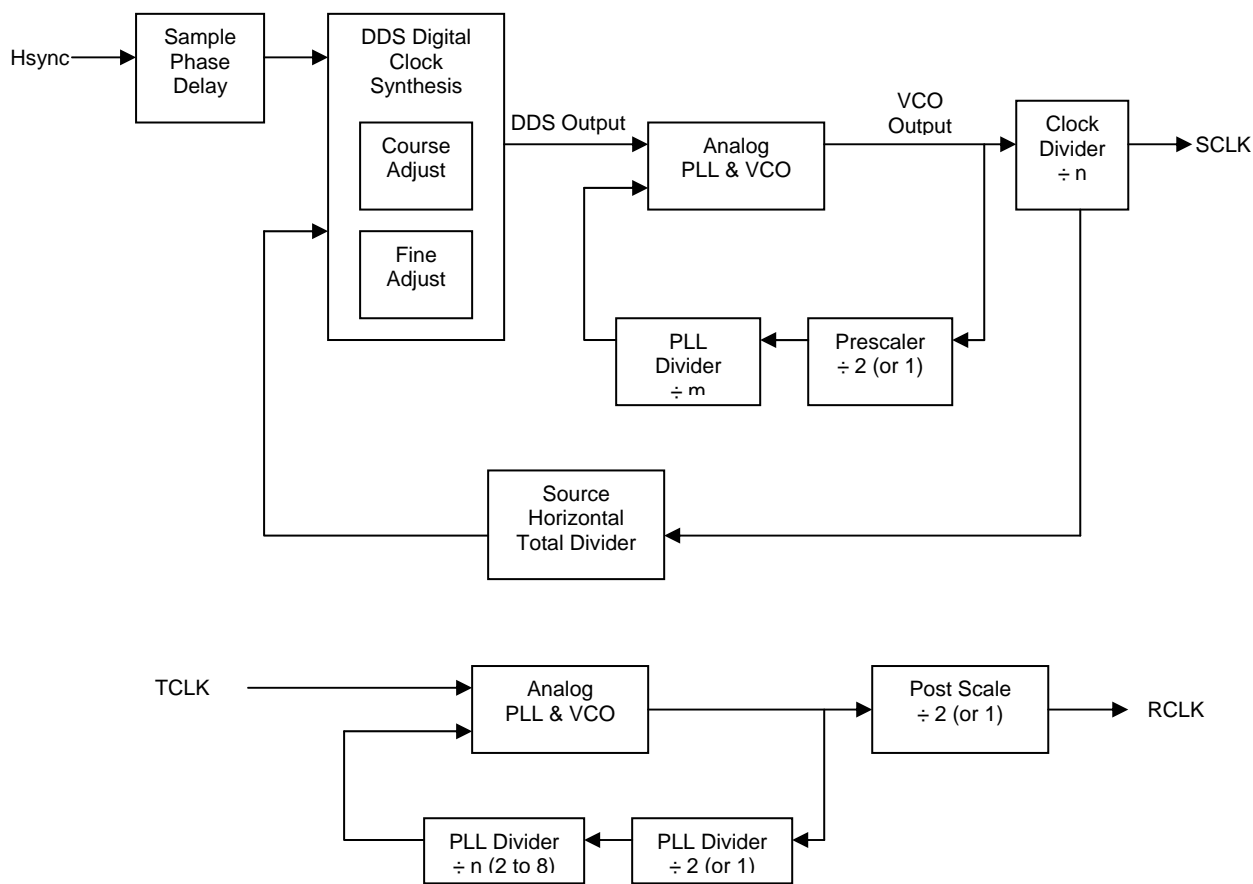 Hsync
Sample
Phase
Delay
DDS Digital
Clock
Synthesis
Course
Adjust
Fine
Adjust
DDS Output
Analog
PLL & VCO
VCO
Output
Clock
Divider
÷ n
SCLK
PLL
Divider
÷ m
Prescaler
÷ 2 (or 1)
Source
Horizontal
Total Divider
TCLK
Analog
PLL & VCO
Post Scale
÷ 2 (or 1)
RCLK
PLL Divider
÷ n (2 to 8)
PLL Divider
÷ 2 (or 1)